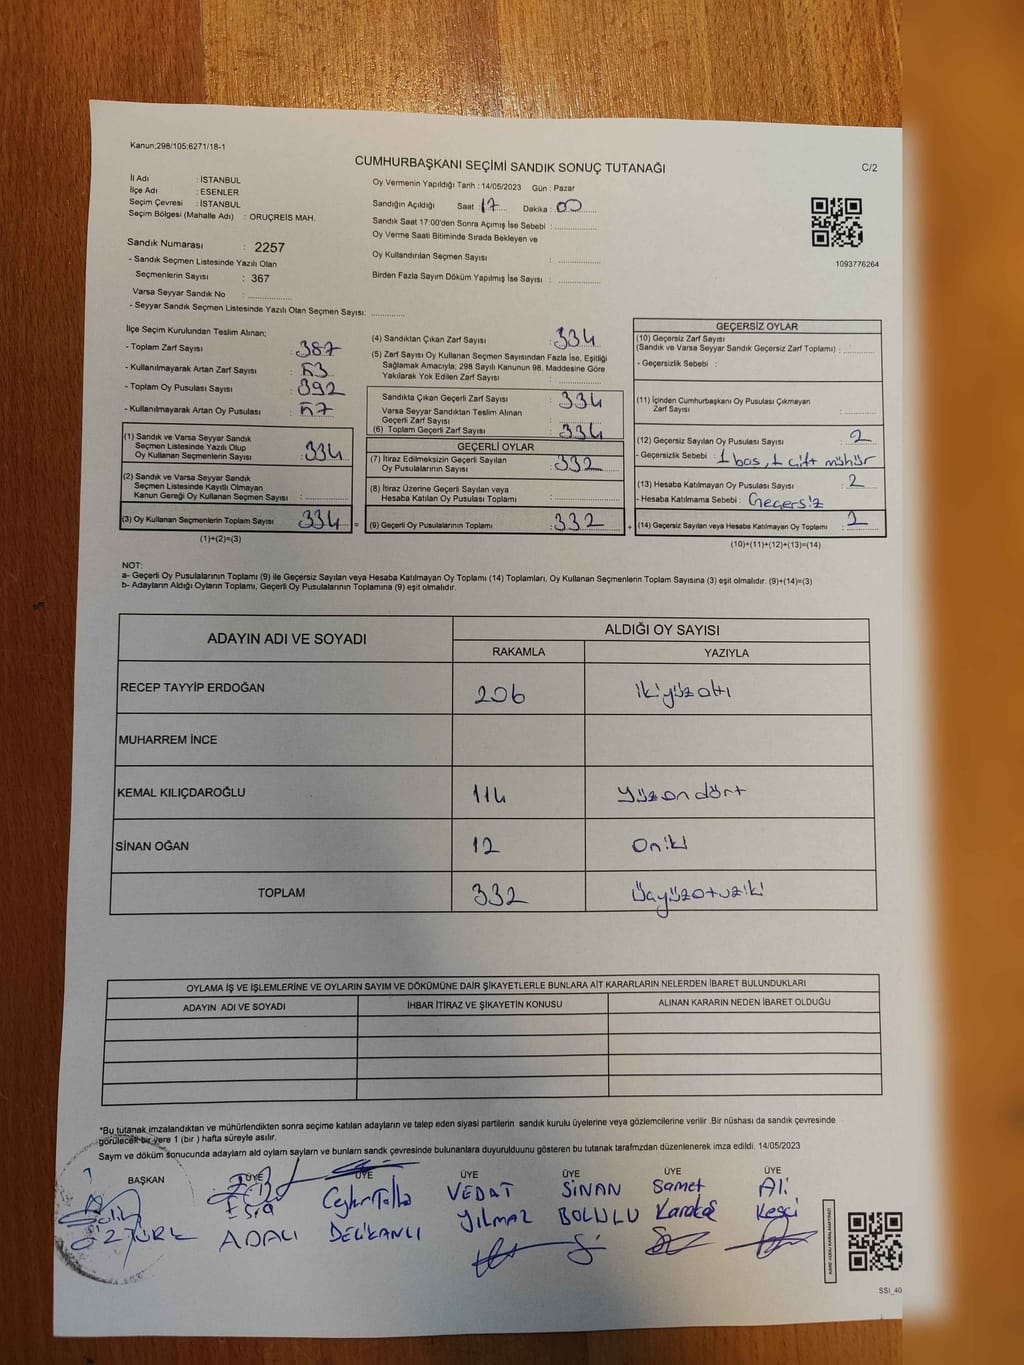 Kanun;298/105;6271/18-1
CUMHURBAŞKANI SEÇİMİ SANDIK SONUÇ TUTANAĞI
C/2
İl Adı : İSTANBUL
İlçe Adı : ESENLER
Seçim Çevresi : İSTANBUL
Seçim Bölgesi (Mahalle Adı) : ORUÇREİS MAH.
Oy Vermenin Yapıldığı Tarih : 14/05/2023 Gün : Pazar
Sandığın Açıldığı Saat : 17 Dakika : 00
Sandık Saat 17:00'den Sonra Açımış İse Sebebi :
Oy Verme Saati Bitiminde Sırada Bekleyen ve
Oy Kullandırılan Seçmen Sayısı :
Birden Fazla Sayım Döküm Yapılmış İse Sayısı :
1093776264
Sandık Numarası : 2257
- Sandık Seçmen Listesinde Yazılı Olan
Seçmenlerin Sayısı : 367
Varsa Seyyar Sandık No :
- Seyyar Sandık Seçmen Listesinde Yazılı Olan Seçmen Sayısı:
İlçe Seçim Kurulundan Teslim Alınan;
- Toplam Zarf Sayısı : 387
- Kullanılmayarak Artan Zarf Sayısı : 53
- Toplam Oy Pusulası Sayısı : 392
- Kullanılmayarak Artan Oy Pusulası : 57
(1) Sandık ve Varsa Seyyar Sandık
Seçmen Listesinde Yazılı Olup
Oy Kullanan Seçmenlerin Sayısı : 334
(2) Sandık ve Varsa Seyyar Sandık
Seçmen Listesinde Kayıtlı Olmayan
Kanun Gereği Oy Kullanan Seçmen Sayısı :
(3) Oy Kullanan Seçmenlerin Toplam Sayısı 334 =
(1)+(2)=(3)
(4) Sandıktan Çıkan Zarf Sayısı : 334
(5) Zarf Sayısı Oy Kullanan Seçmen Sayısından Fazla İse, Eşitliği
Sağlamak Amacıyla; 298 Sayılı Kanunun 98. Maddesine Göre
Yakılarak Yok Edilen Zarf Sayısı :
Sandıkta Çıkan Geçerli Zarf Sayısı : 334
Varsa Seyyar Sandıktan Teslim Alınan
Geçerli Zarf Sayısı :
(6) Toplam Geçerli Zarf Sayısı : 334
GEÇERLİ OYLAR
(7) İtiraz Edilmeksizin Geçerli Sayılan
Oy Pusulalarının Sayısı : 332
(8) İtiraz Üzerine Geçerli Sayılan veya
Hesaba Katılan Oy Pusulası Toplamı :
(9) Geçerli Oy Pusulalarının Toplamı : 332 +
GEÇERSİZ OYLAR
(10) Geçersiz Zarf Sayısı
(Sandık ve Varsa Seyyar Sandık Geçersiz Zarf Toplamı) :
- Geçersizlik Sebebi :
(11) İçinden Cumhurbaşkanı Oy Pusulası Çıkmayan
Zarf Sayısı :
(12) Geçersiz Sayılan Oy Pusulası Sayısı : 2
- Geçersizlik Sebebi : 1 boş, 1 çift mühür
(13) Hesaba Katılmayan Oy Pusulası Sayısı : 2
- Hesaba Katılmama Sebebi : Geçersiz
(14) Geçersiz Sayılan veya Hesaba Katılmayan Oy Toplamı :
(10)+(11)+(12)+(13)=(14)
NOT:
a- Geçerli Oy Pusulalarının Toplamı (9) ile Geçersiz Sayılan veya Hesaba Katılmayan Oy Toplamı (14) Toplamları, Oy Kullanan Seçmenlerin Toplam Sayısına (3) eşit olmalıdır. (9)+(14)=(3)
b- Adayların Aldığı Oyların Toplamı, Geçerli Oy Pusulalarının Toplamına (9) eşit olmalıdır.
ADAYIN ADI VE SOYADI
ALDIĞI OY SAYISI
RAKAMLA YAZIYLA
RECEP TAYYİP ERDOĞAN 206 ikiyüzaltı
MUHARREM İNCE
KEMAL KILIÇDAROĞLU 114 yüzondört
SİNAN OĞAN 12 oniki
TOPLAM 332 Üçyüzotuziki
OYLAMA İŞ VE İŞLEMLERİNE VE OYLARIN SAYIM VE DÖKÜMÜNE DAİR ŞİKAYETLERLE BUNLARA AİT KARARLARIN NELERDEN İBARET BULUNDUKLARI
ADAYIN ADI VE SOYADI İHBAR İTİRAZ VE ŞİKAYETİN KONUSU ALINAN KARARIN NEDEN İBARET OLDUĞU
*Bu tutanak imzalandıktan ve mühürlendikten sonra seçime katılan adayların ve talep eden siyasi partilerin sandık kurulu üyelerine veya gözlemcilerine verilir .Bir nüshası da sandık çevresinde
görülecek bir yere 1 (bir ) hafta süreyle asılır.
Sayım ve döküm sonucunda adaylarn ald oylarn saylarn ve bunlarn sandk çevresinde bulunanlara duyurulduunu gösteren bu tutanak tarafmzdan düzenlenerek imza edildi. 14/05/2023
BAŞKAN ÜYE ÜYE ÜYE ÜYE ÜYE ÜYE
Esra VEDAT SİNAN Samet Ali
ÖZTÜRK ADALI DELİKANLI YILMAZ BOLULU Keşçi
KARE KODU KARALAMAYINIZ!
SSI_40